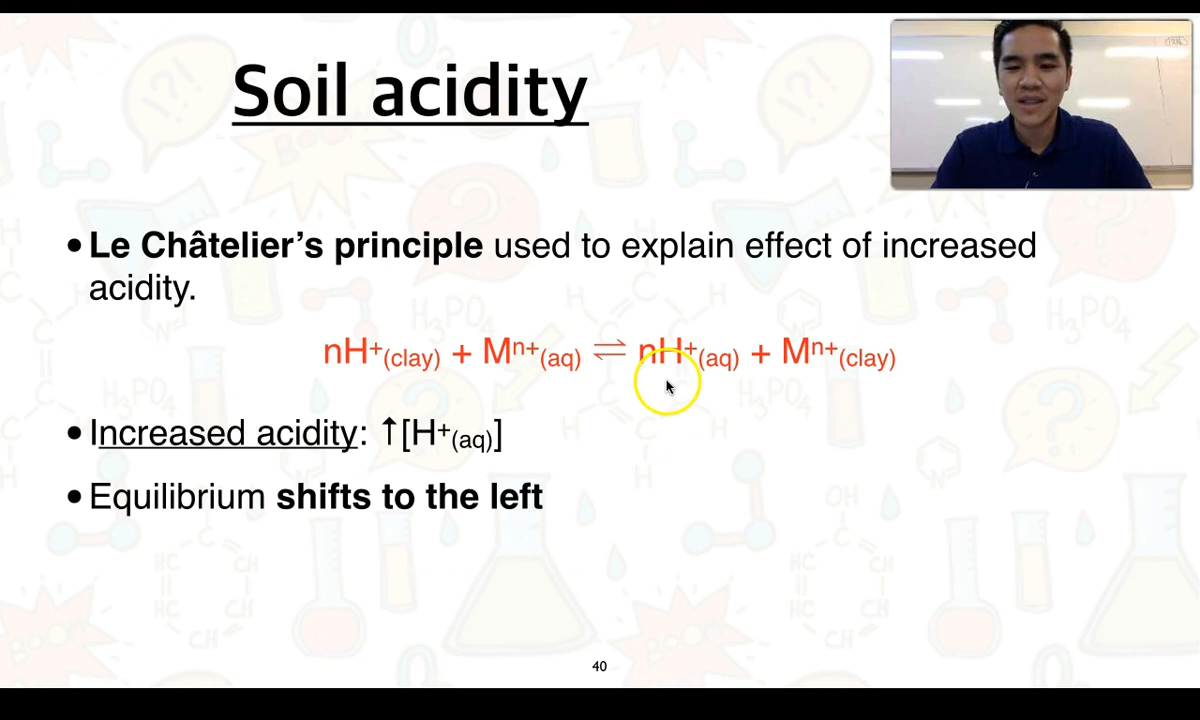 Soil acidity
•Le Châtelier's principle used to explain effect of increased
acidity.
nH⁺(clay) + Mⁿ⁺(aq) ⇌ nH⁺(aq) + Mⁿ⁺(clay)
•Increased acidity: ↑[H⁺(aq)]
•Equilibrium shifts to the left
40